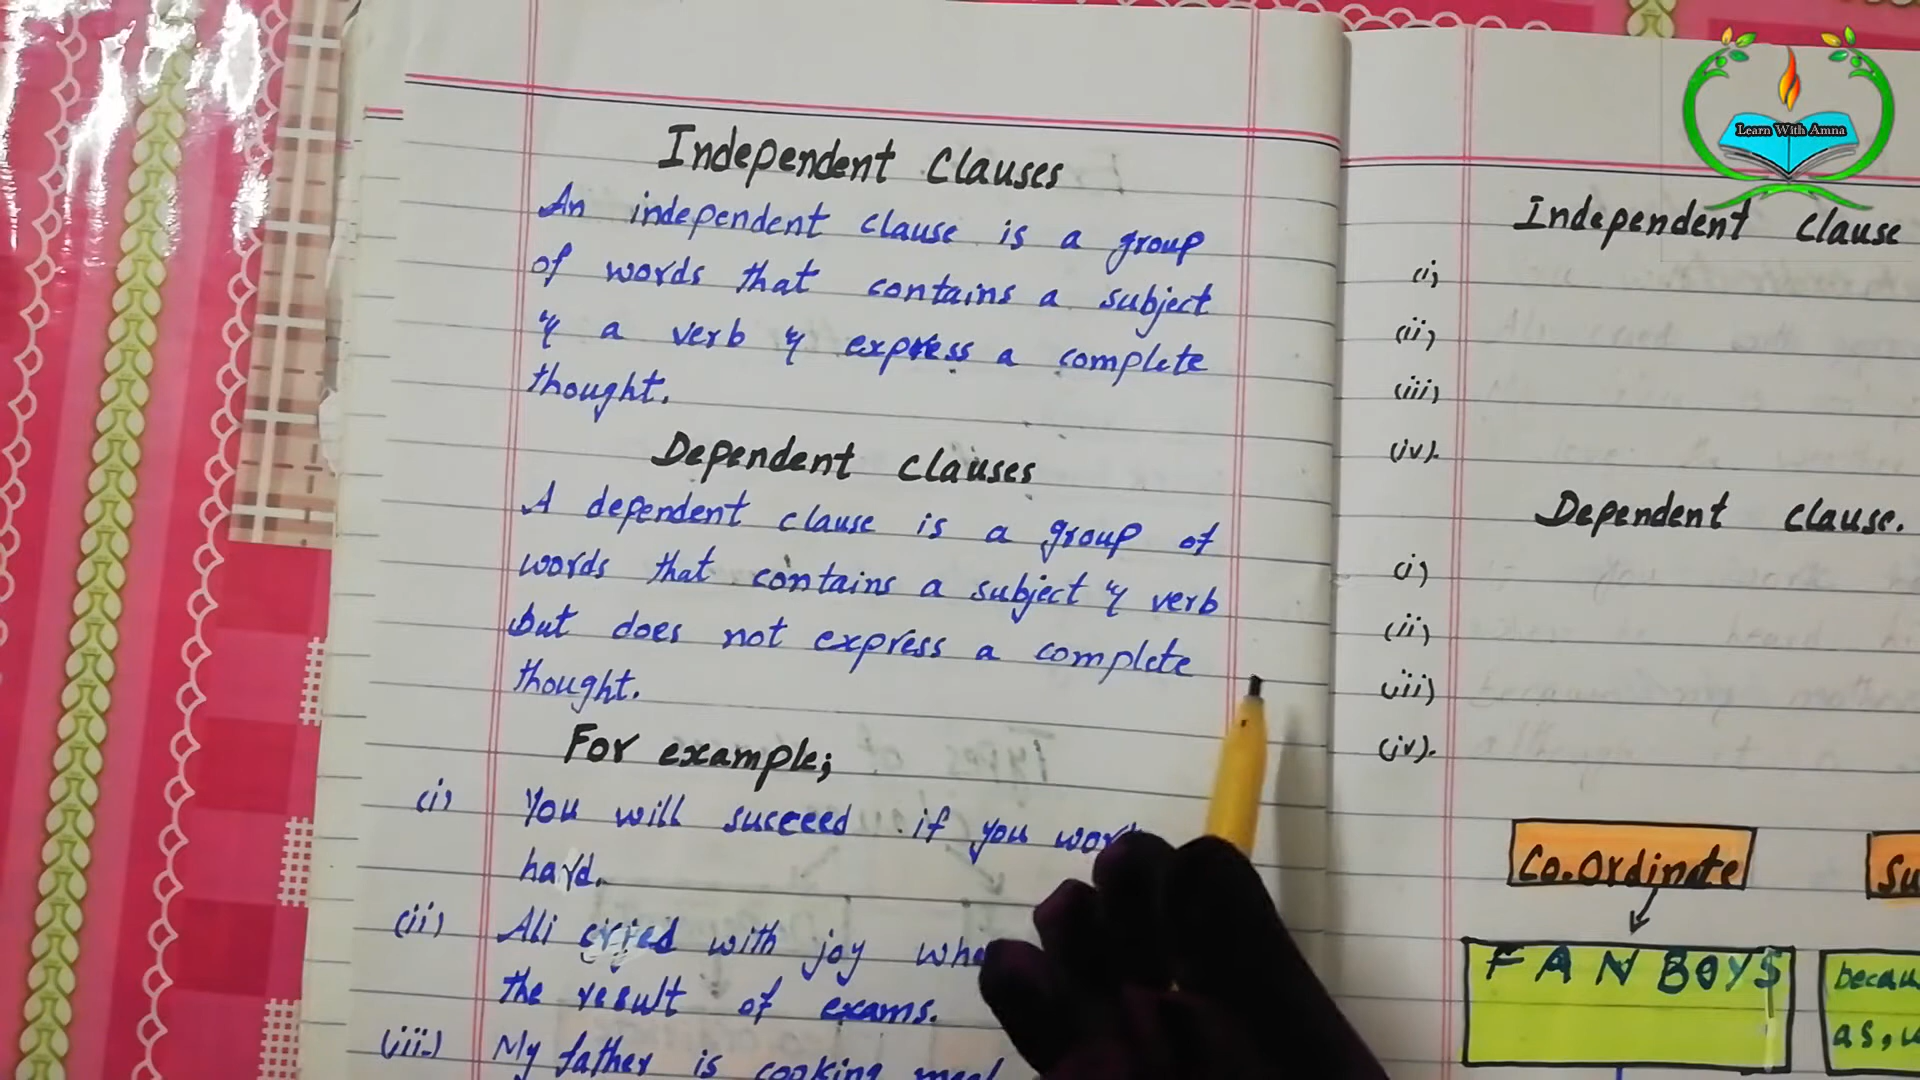 Independent Clauses
An independent clause is a group
of words that contains a subject
& a verb & express a complete
thought.
Dependent Clauses
A dependent clause is a group of
words that contains a subject & verb
but does not express a complete
thought.
For example;
(i) You will succeed if you work
hard.
(ii) Ali cried with joy
the result of exams.
(iii) My father is cooking meal
Learn With Amna
Independent Clause
(i)
(ii)
(iii)
(iv).
Dependent clause.
(i)
(ii)
(iii)
(iv).
Co.Ordinate
FANBOYS
as,